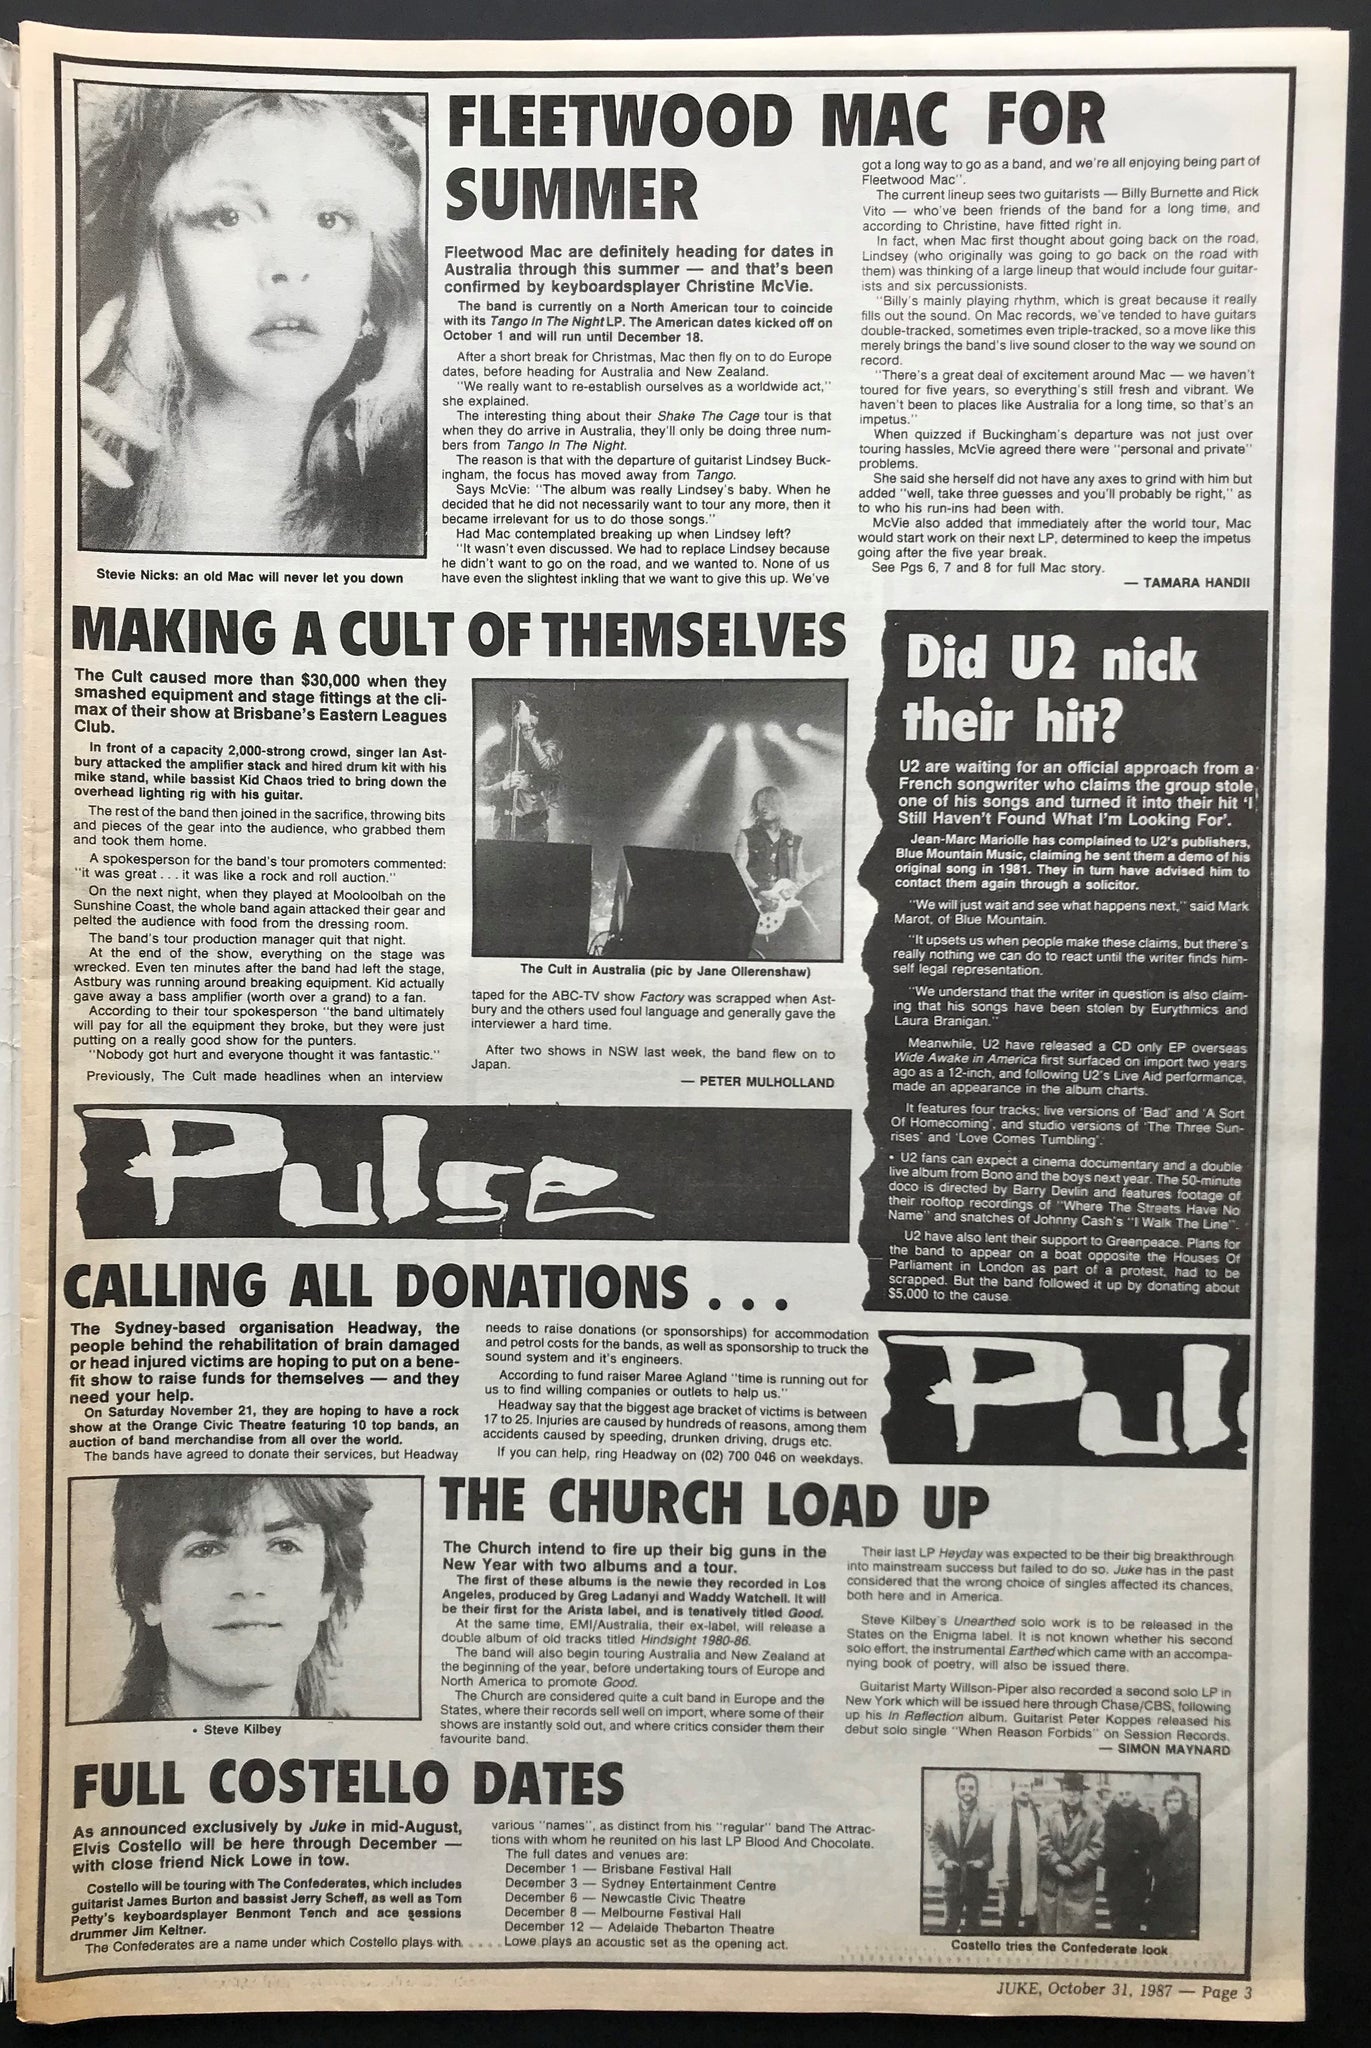 FLEETWOOD MAC FOR
SUMMER
Fleetwood Mac are definitely heading for dates in
Australia through this summer — and that's been
confirmed by keyboardsplayer Christine McVie.
The band is currently on a North American tour to coincide
with its Tango In The Night LP. The American dates kicked off on
October 1 and will run until December 18.
After a short break for Christmas, Mac then fly on to do Europe
dates, before heading for Australia and New Zealand.
"We really want to re-establish ourselves as a worldwide act,"
she explained.
The interesting thing about their Shake The Cage tour is that
when they do arrive in Australia, they'll only be doing three num-
bers from Tango In The Night.
The reason is that with the departure of guitarist Lindsey Buck-
ingham, the focus has moved away from Tango.
Says McVie: "The album was really Lindsey's baby. When he
decided that he did not necessarily want to tour any more, then it
became irrelevant for us to do those songs."
Had Mac contemplated breaking up when Lindsey left?
"It wasn't even discussed. We had to replace Lindsey because
he didn't want to go on the road, and we wanted to. None of us
have even the slightest inkling that we want to give this up. We've
got a long way to go as a band, and we're all enjoying being part of
Fleetwood Mac".
The current lineup sees two guitarists — Billy Burnette and Rick
Vito — who've been friends of the band for a long time, and
according to Christine, have fitted right in.
In fact, when Mac first thought about going back on the road,
Lindsey (who originally was going to go back on the road with
them) was thinking of a large lineup that would include four guitar-
ists and six percussionists.
"Billy's mainly playing rhythm, which is great because it really
fills out the sound. On Mac records, we've tended to have guitars
double-tracked, sometimes even triple-tracked, so a move like this
merely brings the band's live sound closer to the way we sound on
record.
"There's a great deal of excitement around Mac — we haven't
toured for five years, so everything's still fresh and vibrant. We
haven't been to places like Australia for a long time, so that's an
impetus."
When quizzed if Buckingham's departure was not just over
touring hassles, McVie agreed there were "personal and private"
problems.
She said she herself did not have any axes to grind with him but
added "well, take three guesses and you'll probably be right," as
to who his run-ins had been with.
McVie also added that immediately after the world tour, Mac
would start work on their next LP, determined to keep the impetus
going after the five year break.
See Pgs 6, 7 and 8 for full Mac story.
— TAMARA HANDII
Stevie Nicks: an old Mac will never let you down
MAKING A CULT OF THEMSELVES
The Cult caused more than $30,000 when they
smashed equipment and stage fittings at the cli-
max of their show at Brisbane's Eastern Leagues
Club.
In front of a capacity 2,000-strong crowd, singer Ian Ast-
bury attacked the amplifier stack and hired drum kit with his
mike stand, while bassist Kid Chaos tried to bring down the
overhead lighting rig with his guitar.
The rest of the band then joined in the sacrifice, throwing bits
and pieces of the gear into the audience, who grabbed them
and took them home.
A spokesperson for the band's tour promoters commented:
"it was great . . . it was like a rock and roll auction."
On the next night, when they played at Mooloolbah on the
Sunshine Coast, the whole band again attacked their gear and
pelted the audience with food from the dressing room.
The band's tour production manager quit that night.
At the end of the show, everything on the stage was
wrecked. Even ten minutes after the band had left the stage,
Astbury was running around breaking equipment. Kid actually
gave away a bass amplifier (worth over a grand) to a fan.
According to their tour spokesperson "the band ultimately
will pay for all the equipment they broke, but they were just
putting on a really good show for the punters.
"Nobody got hurt and everyone thought it was fantastic."
Previously, The Cult made headlines when an interview
The Cult in Australia (pic by Jane Ollerenshaw)
taped for the ABC-TV show Factory was scrapped when Ast-
bury and the others used foul language and generally gave the
interviewer a hard time.
After two shows in NSW last week, the band flew on to
Japan.
— PETER MULHOLLAND
Did U2 nick
their hit?
U2 are waiting for an official approach from a
French songwriter who claims the group stole
one of his songs and turned it into their hit 'I
Still Haven't Found What I'm Looking For'.
Jean-Marc Mariolle has complained to U2's publishers,
Blue Mountain Music, claiming he sent them a demo of his
original song in 1981. They in turn have advised him to
contact them again through a solicitor.
"We will just wait and see what happens next," said Mark
Marot, of Blue Mountain.
"It upsets us when people make these claims, but there's
really nothing we can do to react until the writer finds him-
self legal representation.
"We understand that the writer in question is also claim-
ing that his songs have been stolen by Eurythmics and
Laura Branigan."
Meanwhile, U2 have released a CD only EP overseas
Wide Awake in America first surfaced on import two years
ago as a 12-inch, and following U2's Live Aid performance,
made an appearance in the album charts.
It features four tracks; live versions of 'Bad' and 'A Sort
Of Homecoming', and studio versions of 'The Three Sun-
rises' and 'Love Comes Tumbling'.
• U2 fans can expect a cinema documentary and a double
live album from Bono and the boys next year. The 50-minute
doco is directed by Barry Devlin and features footage of
their rooftop recordings of "Where The Streets Have No
Name" and snatches of Johnny Cash's "I Walk The Line".
U2 have also lent their support to Greenpeace. Plans for
the band to appear on a boat opposite the Houses Of
Parliament in London as part of a protest, had to be
scrapped. But the band followed it up by donating about
$5,000 to the cause.
Pulse
CALLING ALL DONATIONS . . .
The Sydney-based organisation Headway, the
people behind the rehabilitation of brain damaged
or head injured victims are hoping to put on a bene-
fit show to raise funds for themselves — and they
need your help.
On Saturday November 21, they are hoping to have a rock
show at the Orange Civic Theatre featuring 10 top bands, an
auction of band merchandise from all over the world.
The bands have agreed to donate their services, but Headway
needs to raise donations (or sponsorships) for accommodation
and petrol costs for the bands, as well as sponsorship to truck the
sound system and it's engineers.
According to fund raiser Maree Agland "time is running out for
us to find willing companies or outlets to help us."
Headway say that the biggest age bracket of victims is between
17 to 25. Injuries are caused by hundreds of reasons, among them
accidents caused by speeding, drunken driving, drugs etc.
If you can help, ring Headway on (02) 700 046 on weekdays.
Puls
THE CHURCH LOAD UP
The Church intend to fire up their big guns in the
New Year with two albums and a tour.
The first of these albums is the newie they recorded in Los
Angeles, produced by Greg Ladanyi and Waddy Watchell. It will
be their first for the Arista label, and is tenatively titled Good.
At the same time, EMI/Australia, their ex-label, will release a
double album of old tracks titled Hindsight 1980-86.
The band will also begin touring Australia and New Zealand at
the beginning of the year, before undertaking tours of Europe and
North America to promote Good.
The Church are considered quite a cult band in Europe and the
States, where their records sell well on import, where some of their
shows are instantly sold out, and where critics consider them their
favourite band.
Their last LP Heyday was expected to be their big breakthrough
into mainstream success but failed to do so. Juke has in the past
considered that the wrong choice of singles affected its chances,
both here and in America.
Steve Kilbey's Unearthed solo work is to be released in the
States on the Enigma label. It is not known whether his second
solo effort, the instrumental Earthed which came with an accompa-
nying book of poetry, will also be issued there.
Guitarist Marty Willson-Piper also recorded a second solo LP in
New York which will be issued here through Chase/CBS, following
up his In Reflection album. Guitarist Peter Koppes released his
debut solo single "When Reason Forbids" on Session Records.
— SIMON MAYNARD
• Steve Kilbey
FULL COSTELLO DATES
As announced exclusively by Juke in mid-August,
Elvis Costello will be here through December —
with close friend Nick Lowe in tow.
Costello will be touring with The Confederates, which includes
guitarist James Burton and bassist Jerry Scheff, as well as Tom
Petty's keyboardsplayer Benmont Tench and ace sessions
drummer Jim Keltner.
The Confederates are a name under which Costello plays with
various "names", as distinct from his "regular" band The Attrac-
tions with whom he reunited on his last LP Blood And Chocolate.
The full dates and venues are:
December 1 — Brisbane Festival Hall
December 3 — Sydney Entertainment Centre
December 6 — Newcastle Civic Theatre
December 8 — Melbourne Festival Hall
December 12 — Adelaide Thebarton Theatre
Lowe plays an acoustic set as the opening act.
Costello tries the Confederate look
JUKE, October 31, 1987 — Page 3